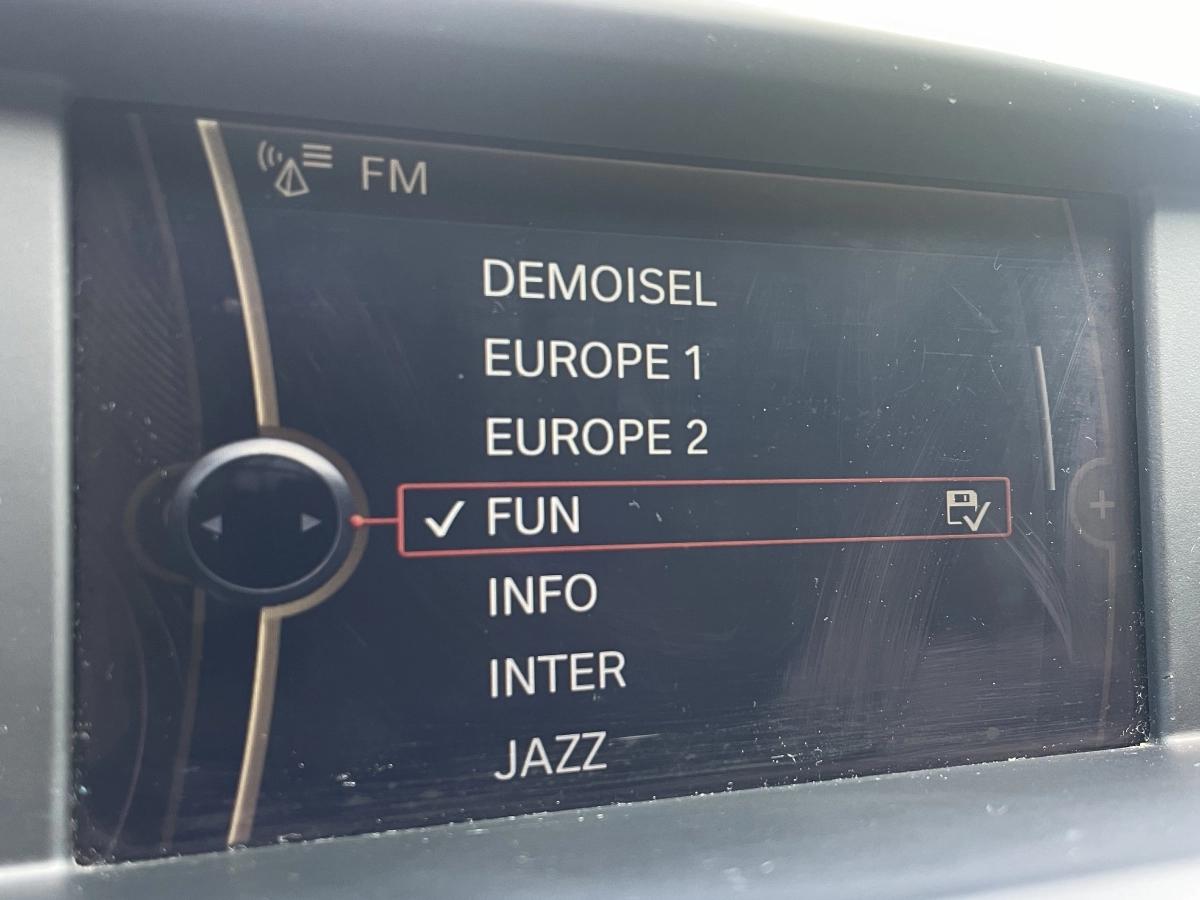 FM
DEMOISEL
EUROPE 1
EUROPE 2
FUN
INFO
INTER
JAZZ